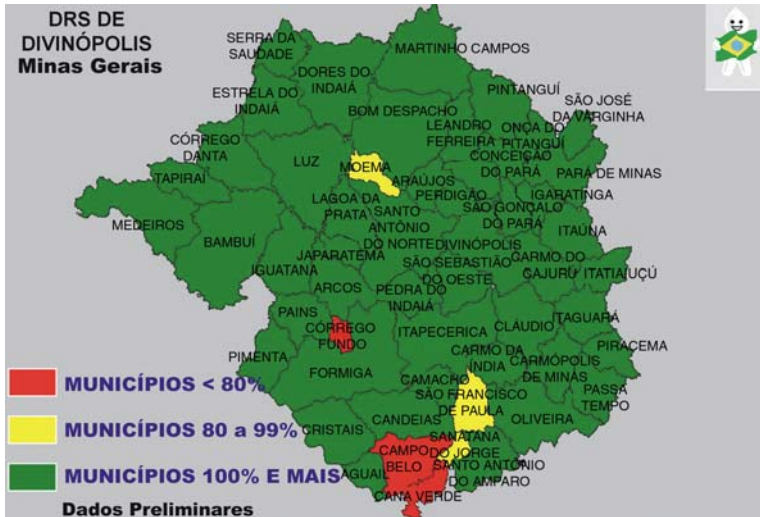 DRS DE
DIVINÓPOLIS
Minas Gerais
SERRA DA
SAUDADE
MARTINHO CAMPOS
DORES DO
INDAIÁ
ESTRELA DO
INDAIÁ
PINTANGUÍ
SÃO JOSÉ
DA VARGINHA
BOM DESPACHO
LEANDRO
FERREIRA
ONÇA DO
PITANGUÍ
CÓRREGO
DANTA
CONCEIÇÃO
DO PARÁ
LUZ
MOEMA
PARÁ DE MINAS
TAPIRAÍ
ARAÚJOS
PERDIGÃO
IGARATINGA
LAGOA DA
PRATA
SÃO GONÇALO
DO PARÁ
MEDEIROS
SANTO
ANTÔNIO
DO NORTE
ITAÚNA
BAMBUÍ
DIVINÓPOLIS
JAPARATEMA
SÃO SEBASTIÃO
DO OESTE
CARMO DO
CAJURÚ
ITATIAIUÇÚ
IGUATANA
ARCOS
PEDRA DO
INDAIÁ
PAINS
ITAGUARÁ
CÓRREGO
FUNDO
ITAPECERICA
CLÁUDIO
PIRACEMA
PIMENTA
CARMO DA
ÍNDIA
CARMÓPOLIS
DE MINAS
FORMIGA
CAMACHO
PASSA
TEMPO
SÃO FRANCISCO
DE PAULA
CANDEIAS
OLIVEIRA
CRISTAIS
SANATANA
DO JORGE
CAMPO
BELO
AGUAIL
SANTO ANTÔNIO
DO AMPARO
CANA VERDE
MUNICÍPIOS < 80%
MUNICÍPIOS 80 a 99%
MUNICÍPIOS 100% E MAIS
Dados Preliminares